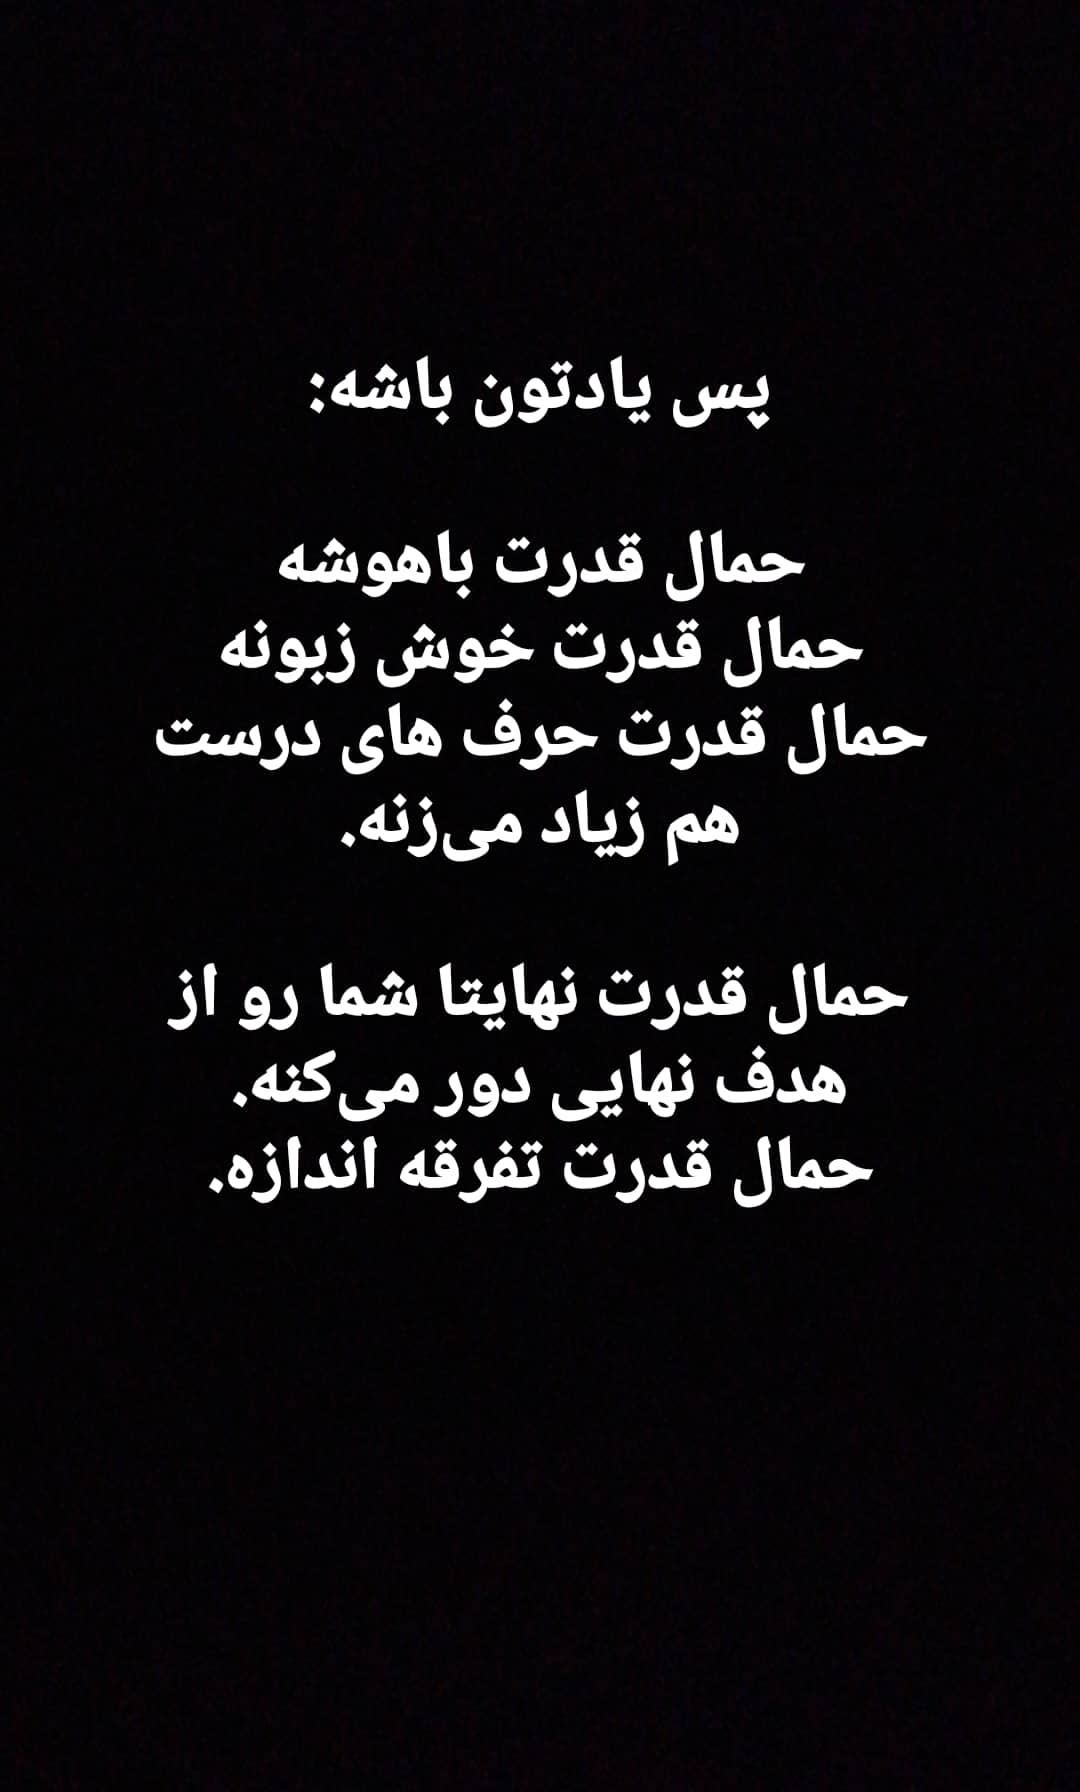 پس یادتون باشه:
حمال قدرت باهوشه
حمال قدرت خوش زبونه
حمال قدرت حرف های درست
هم زیاد می‌زنه.
حمال قدرت نهایتا شما رو از
هدف نهایی دور می‌کنه.
حمال قدرت تفرقه اندازه.